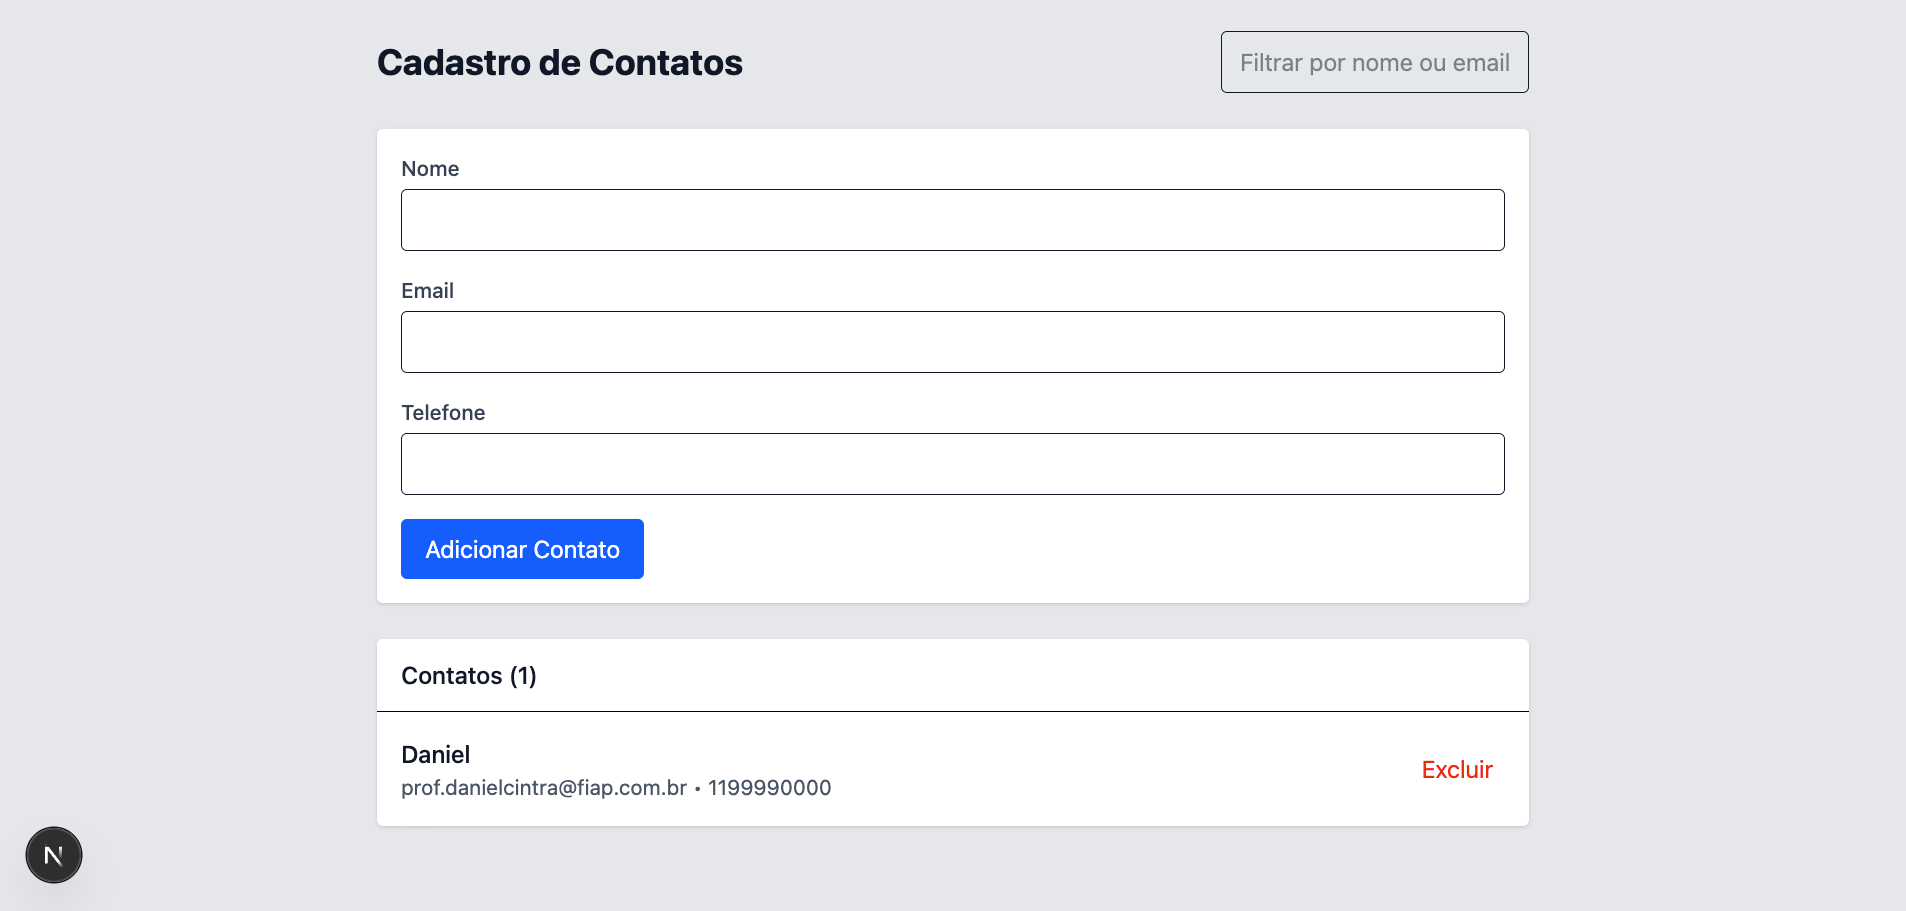 Cadastro de Contatos
Filtrar por nome ou email
Nome
Email
Telefone
Adicionar Contato
Contatos (1)
Daniel
prof.danielcintra@fiap.com.br • 1199990000
Excluir
N